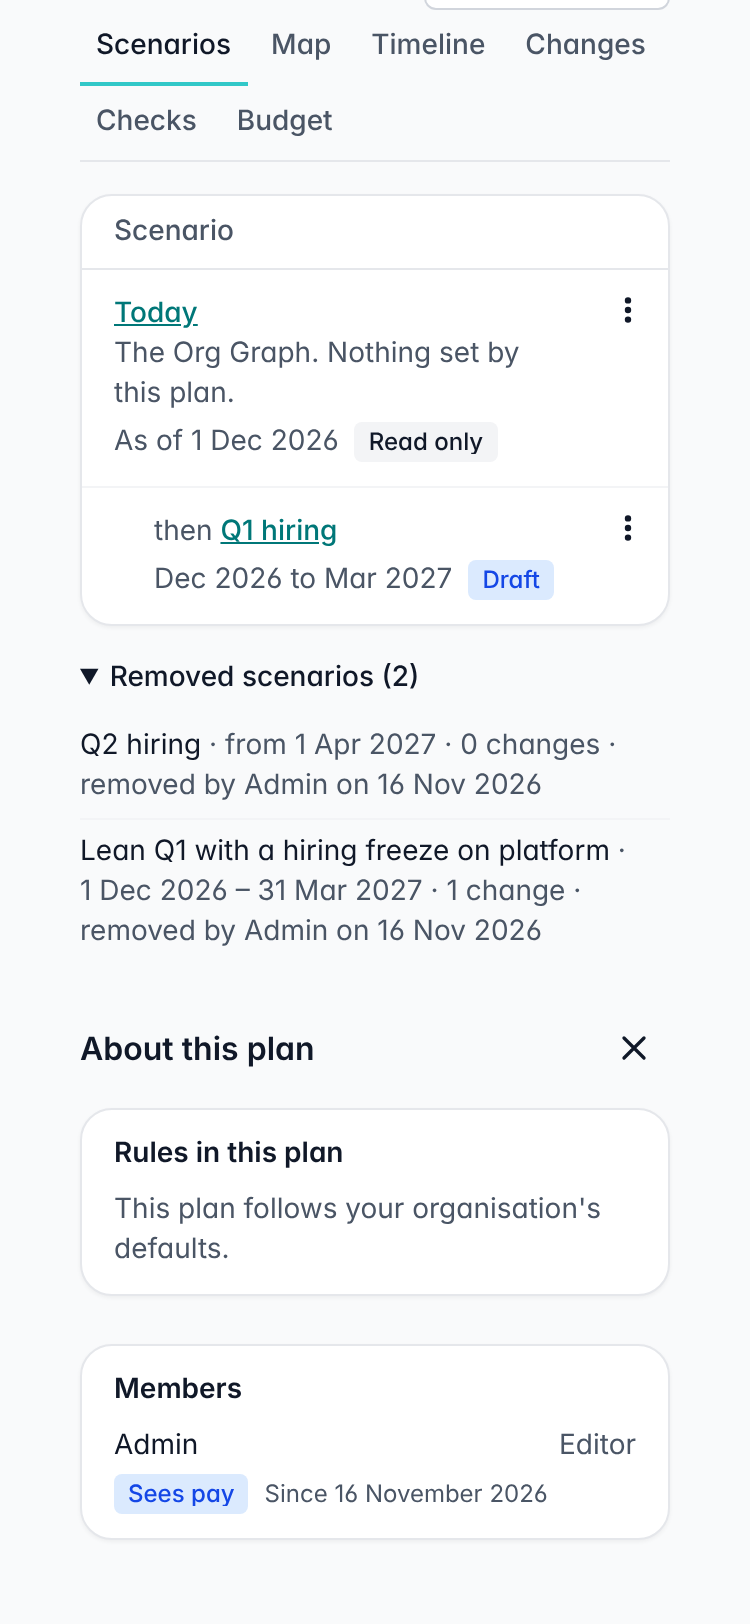 Scenarios Map Timeline Changes
Checks Budget
Scenario
Today
The Org Graph. Nothing set by
this plan.
As of 1 Dec 2026 Read only
then Q1 hiring
Dec 2026 to Mar 2027 Draft
▼ Removed scenarios (2)
Q2 hiring · from 1 Apr 2027 · 0 changes ·
removed by Admin on 16 Nov 2026
Lean Q1 with a hiring freeze on platform ·
1 Dec 2026 – 31 Mar 2027 · 1 change ·
removed by Admin on 16 Nov 2026
About this plan
Rules in this plan
This plan follows your organisation's
defaults.
Members
Admin Editor
Sees pay Since 16 November 2026